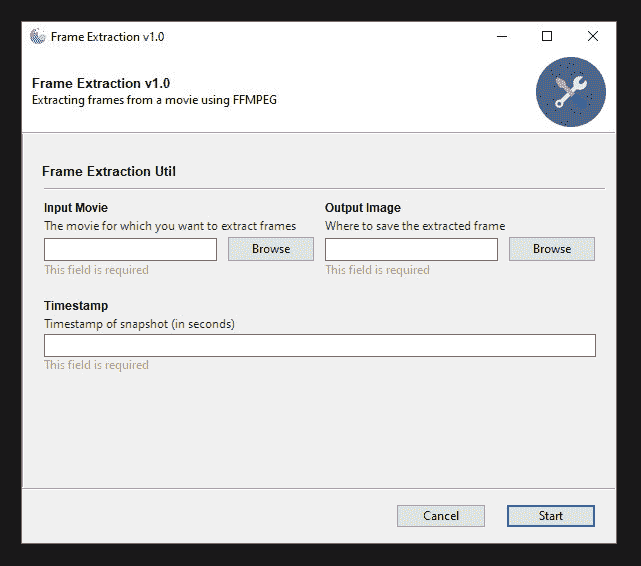 Frame Extraction v1.0
Frame Extraction v1.0
Extracting frames from a movie using FFMPEG
Frame Extraction Util
Input Movie
The movie for which you want to extract frames
Browse
This field is required
Output Image
Where to save the extracted frame
Browse
This field is required
Timestamp
Timestamp of snapshot (in seconds)
This field is required
Cancel
Start